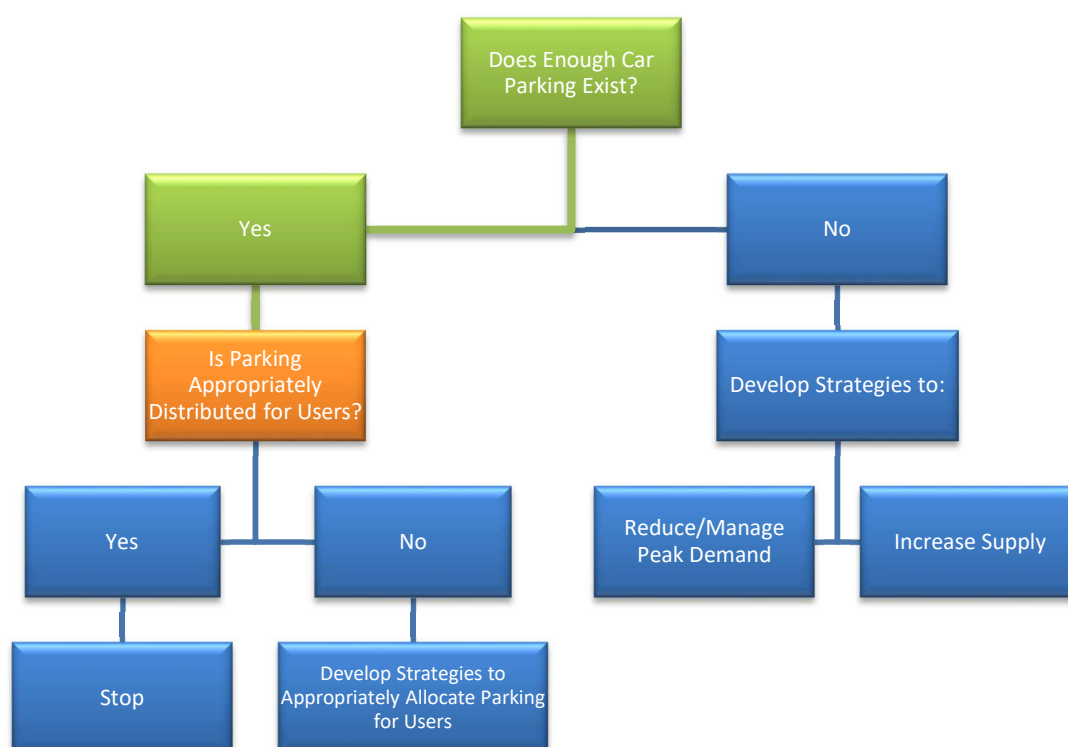 Does Enough Car
Parking Exist?
Yes
No
Is Parking
Appropriately
Distributed for Users?
Develop Strategies to:
Yes
No
Reduce/Manage
Peak Demand
Increase Supply
Stop
Develop Strategies to
Appropriately Allocate Parking
for Users